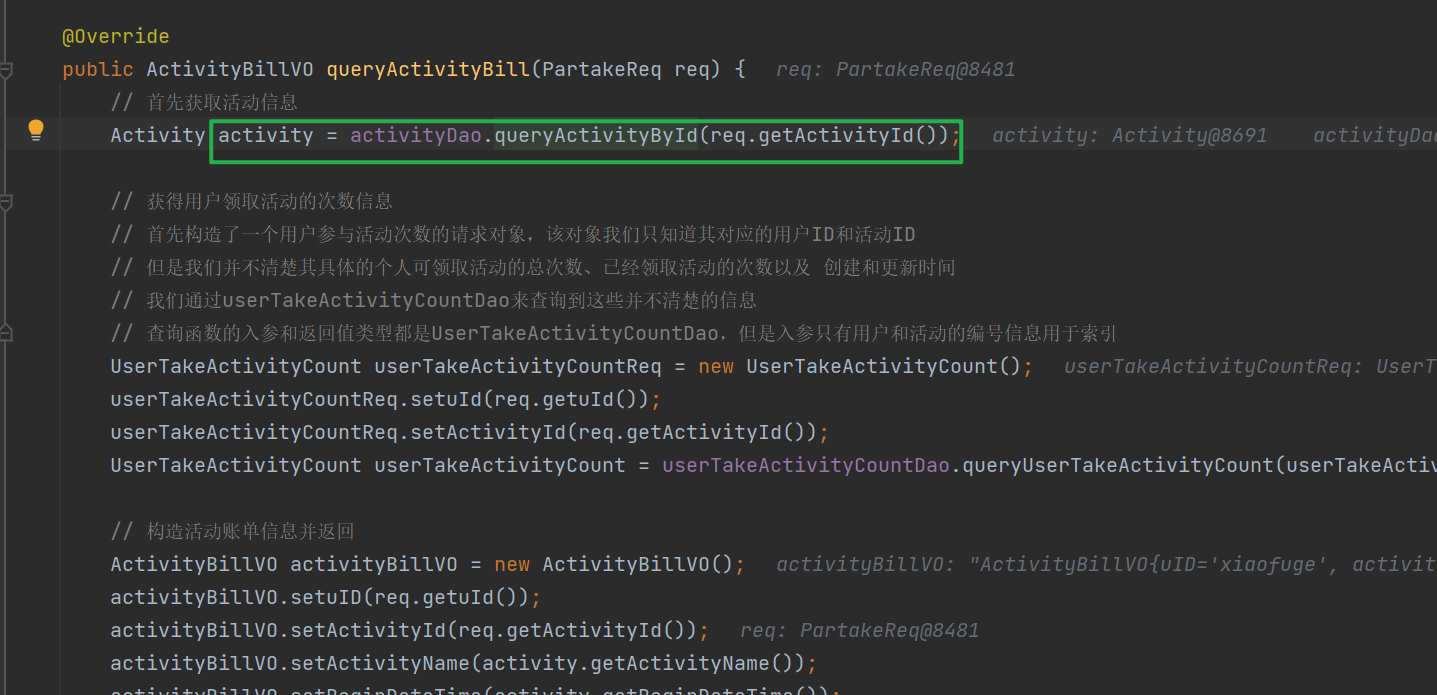 @Override
public ActivityBillVO queryActivityBill(PartakeReq req) {   req: PartakeReq@8481
// 首先获取活动信息
Activity activity = activityDao.queryActivityById(req.getActivityId());   activity: Activity@8691   activityDao
// 获得用户领取活动的次数信息
// 首先构造了一个用户参与活动次数的请求对象，该对象我们只知道其对应的用户ID和活动ID
// 但是我们并不清楚其具体的个人可领取活动的总次数、已经领取活动的次数以及 创建和更新时间
// 我们通过userTakeActivityCountDao来查询到这些并不清楚的信息
// 查询函数的入参和返回值类型都是UserTakeActivityCountDao，但是入参只有用户和活动的编号信息用于索引
UserTakeActivityCount userTakeActivityCountReq = new UserTakeActivityCount();   userTakeActivityCountReq: UserT
userTakeActivityCountReq.setuId(req.getuId());
userTakeActivityCountReq.setActivityId(req.getActivityId());
UserTakeActivityCount userTakeActivityCount = userTakeActivityCountDao.queryUserTakeActivityCount(userTakeActiv
// 构造活动账单信息并返回
ActivityBillVO activityBillVO = new ActivityBillVO();   activityBillVO: "ActivityBillVO{uID='xiaofuge', activit
activityBillVO.setuID(req.getuId());
activityBillVO.setActivityId(req.getActivityId());   req: PartakeReq@8481
activityBillVO.setActivityName(activity.getActivityName());
activityBillVO.setBeginDateTime(activity.getBeginDateTime());